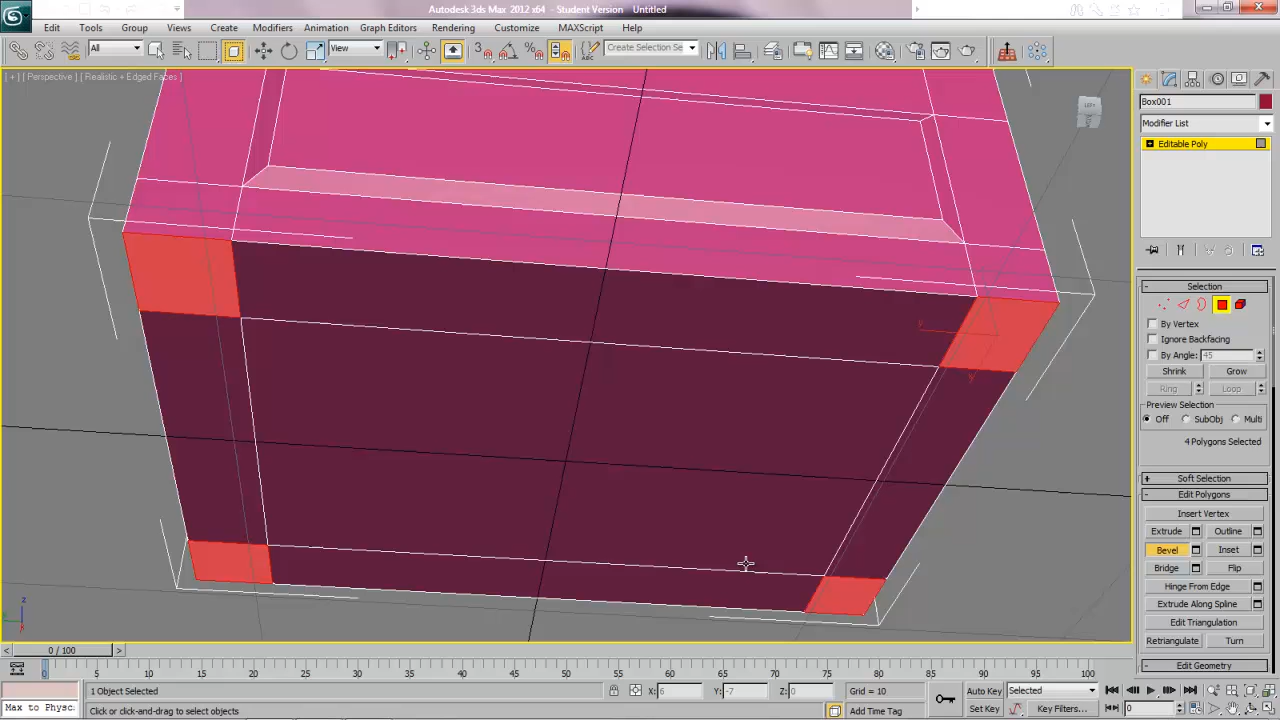 Autodesk 3ds Max 2012 x64 - Student Version Untitled
Edit Tools Group Views Create Modifiers Animation Graph Editors Rendering Customize MAXScript Help
All View 3 Create Selection Se
[ + ] [ Perspective ] [ Realistic + Edged Faces ]
Box001
Modifier List
Editable Poly
Selection
By Vertex
Ignore Backfacing
By Angle: 45
Shrink Grow
Ring Loop
Preview Selection
Off SubObj Multi
4 Polygons Selected
Soft Selection
Edit Polygons
Insert Vertex
Extrude Outline
Bevel Inset
Bridge Flip
Hinge From Edge
Extrude Along Spline
Edit Triangulation
Retriangulate Turn
Edit Geometry
0 / 100
0 5 10 15 20 25 30 35 40 45 50 55 60 65 70 75 80 85 90 95 100
1 Object Selected X: 6 Y: -7 Z: 0 Grid = 10 Auto Key Selected
Max to Physc Click or click-and-drag to select objects Add Time Tag Set Key Key Filters... 0